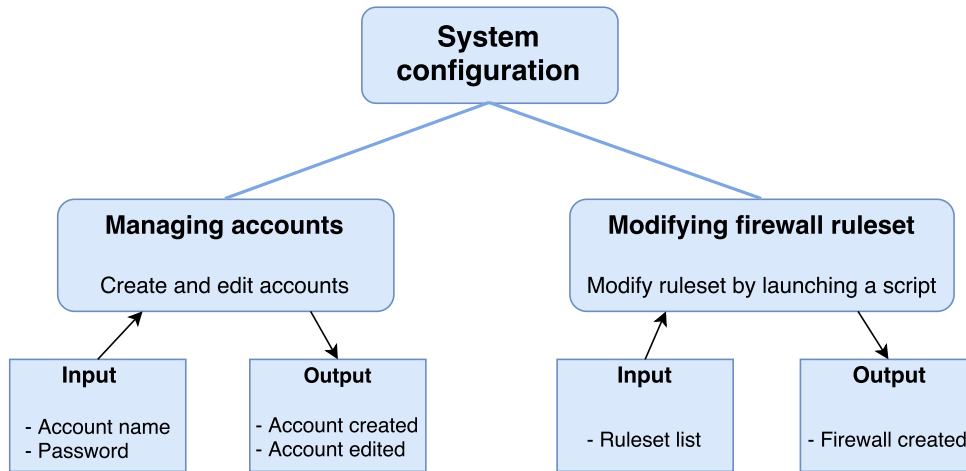 System
configuration
Managing accounts
Create and edit accounts
Modifying firewall ruleset
Modify ruleset by launching a script
Input
- Account name
- Password
Output
- Account created
- Account edited
Input
- Ruleset list
Output
- Firewall created